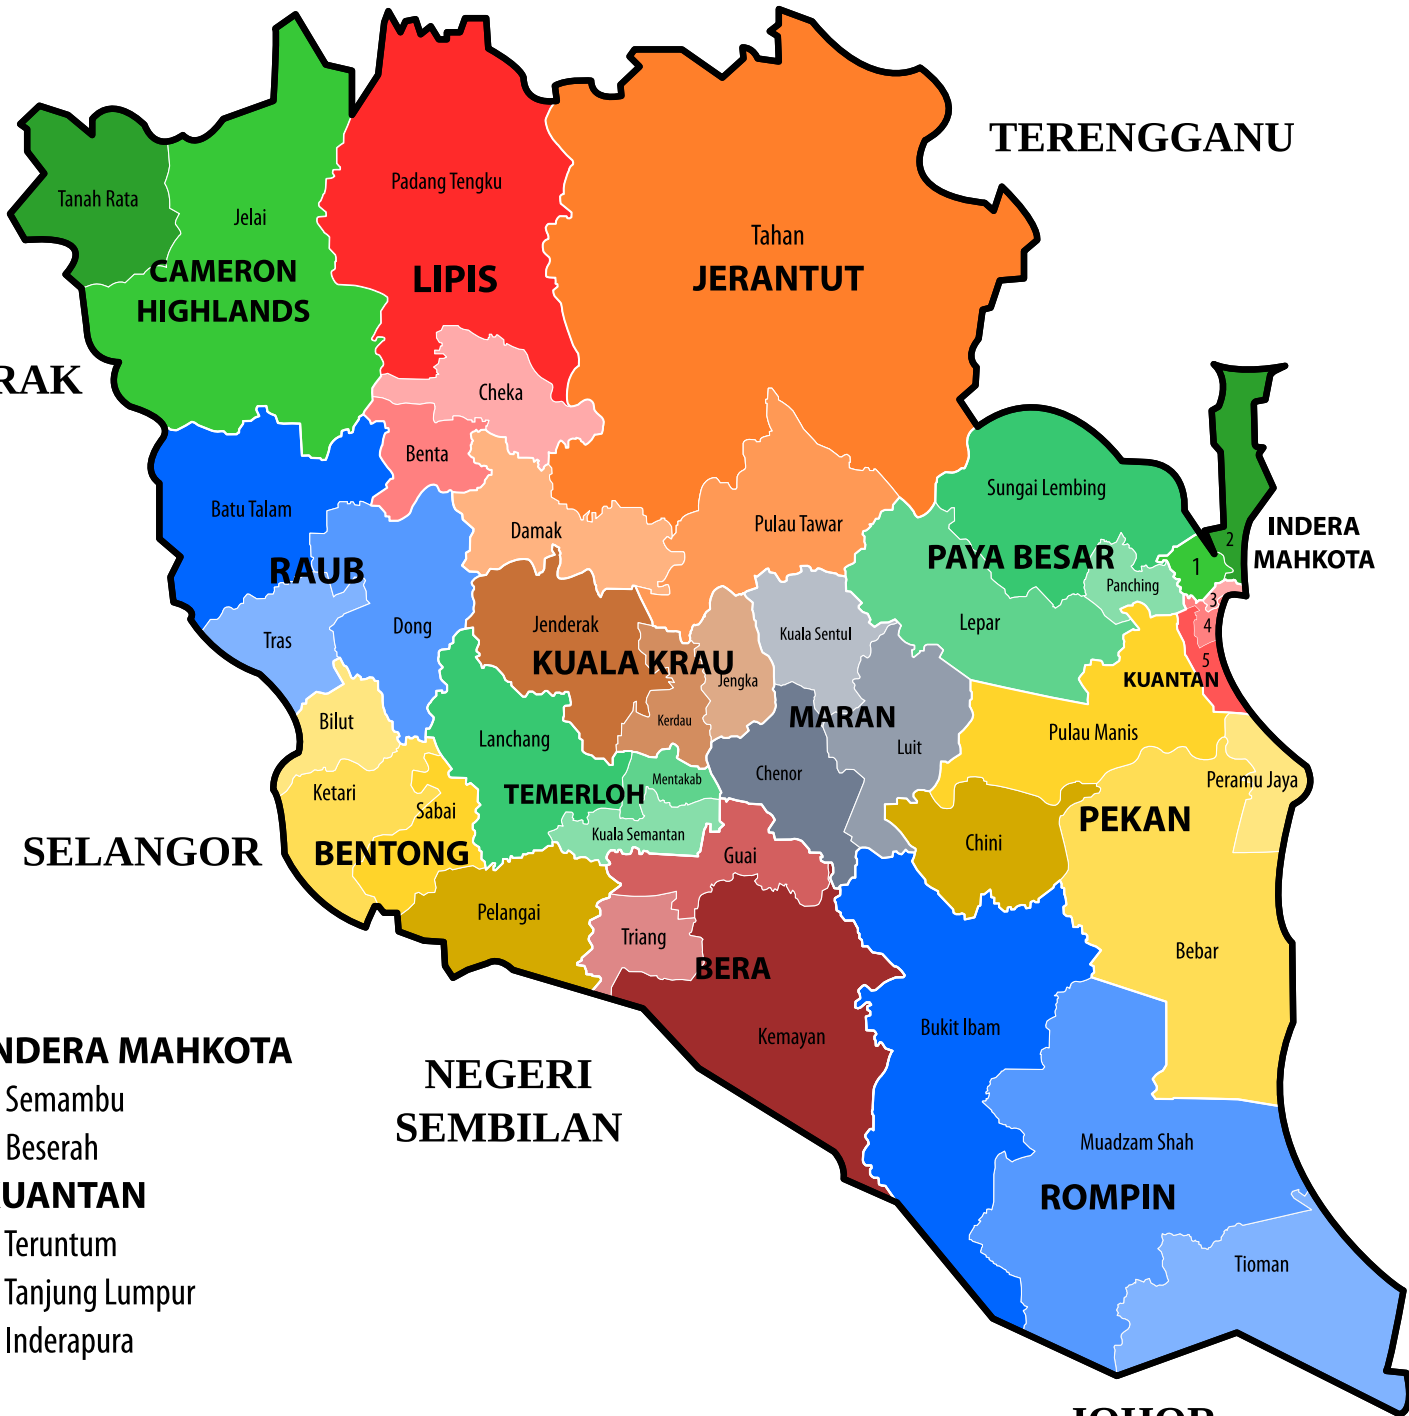 TERENGGANU
Padang Tengku
Tanah Rata
Jelai
Tahan
CAMERON
HIGHLANDS
LIPIS
JERANTUT
RAK
Cheka
Benta
Sungai Lembing
Batu Talam
Damak
Pulau Tawar
INDERA
MAHKOTA
2
1
RAUB
PAYA BESAR
Panching
3
4
5
Tras
Dong
Jenderak
Kuala Sentul
Lepar
KUALA KRAU
Jengka
KUANTAN
Bilut
Kerdau
MARAN
Lanchang
Luit
Pulau Manis
Ketari
Sabai
Mentakab
Chenor
Peramu Jaya
TEMERLOH
Kuala Semantan
PEKAN
SELANGOR
BENTONG
Guai
Chini
Pelangai
Triang
BERA
Bebar
Kemayan
Bukit Ibam
NEGERI
SEMBILAN
Muadzam Shah
ROMPIN
Tioman
NDERA MAHKOTA
Semambu
Beserah
UANTAN
Teruntum
Tanjung Lumpur
Inderapura
JOHOR